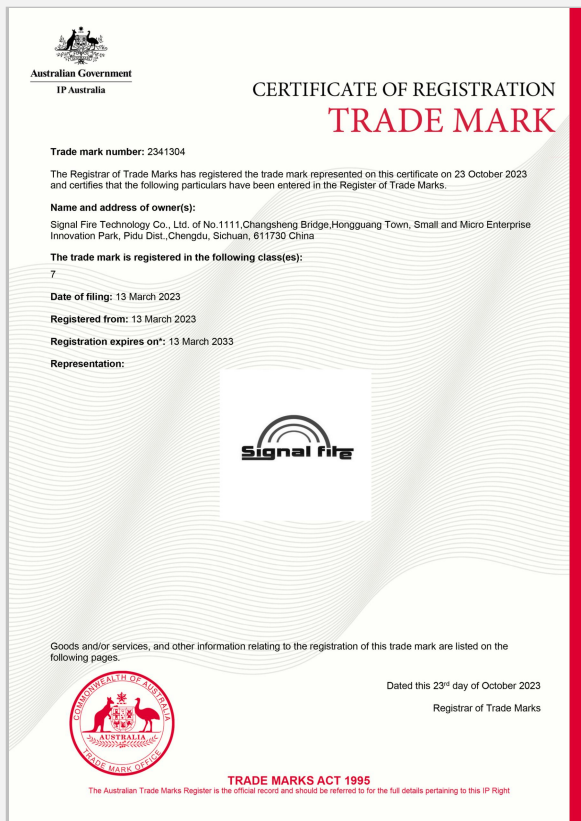 Australian Government
IP Australia
CERTIFICATE OF REGISTRATION
TRADE MARK
Trade mark number: 2341304
The Registrar of Trade Marks has registered the trade mark represented on this certificate on 23 October 2023
and certifies that the following particulars have been entered in the Register of Trade Marks.
Name and address of owner(s):
Signal Fire Technology Co., Ltd. of No.1111,Changsheng Bridge,Hongguang Town, Small and Micro Enterprise
Innovation Park, Pidu Dist.,Chengdu, Sichuan, 611730 China
The trade mark is registered in the following class(es):
7
Date of filing: 13 March 2023
Registered from: 13 March 2023
Registration expires on*: 13 March 2033
Representation:
Signal fire
Goods and/or services, and other information relating to the registration of this trade mark are listed on the
following pages.
Dated this 23rd day of October 2023
Registrar of Trade Marks
COMMONWEALTH OF AUSTRALIA
AUSTRALIA
TRADE MARK OFFICE
TRADE MARKS ACT 1995
The Australian Trade Marks Register is the official record and should be referred to for the full details pertaining to this IP Right